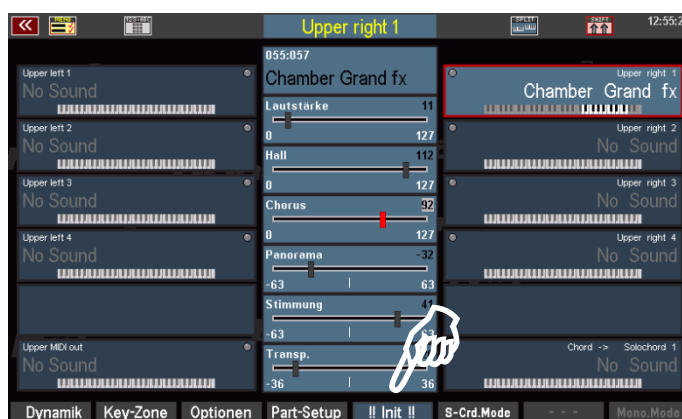 MENU
Upper right 1
SPLIT
SHIFT
12:55:2
055:057
Chamber Grand fx
Upper left 1
No Sound
Upper left 2
No Sound
Upper left 3
No Sound
Upper left 4
No Sound
Upper MIDI out
No Sound
Lautstärke 11
0 127
Hall 112
0 127
Chorus 92
0 127
Panorama -32
-63 63
Stimmung 41
-63 63
Transp.
-36 36
Upper right 1
Chamber Grand fx
Upper right 2
No Sound
Upper right 3
No Sound
Upper right 4
No Sound
Chord -> Solochord 1
No Sound
Dynamik Key-Zone Optionen Part-Setup !! Init !! S-Crd.Mode - - - Mono.Mode